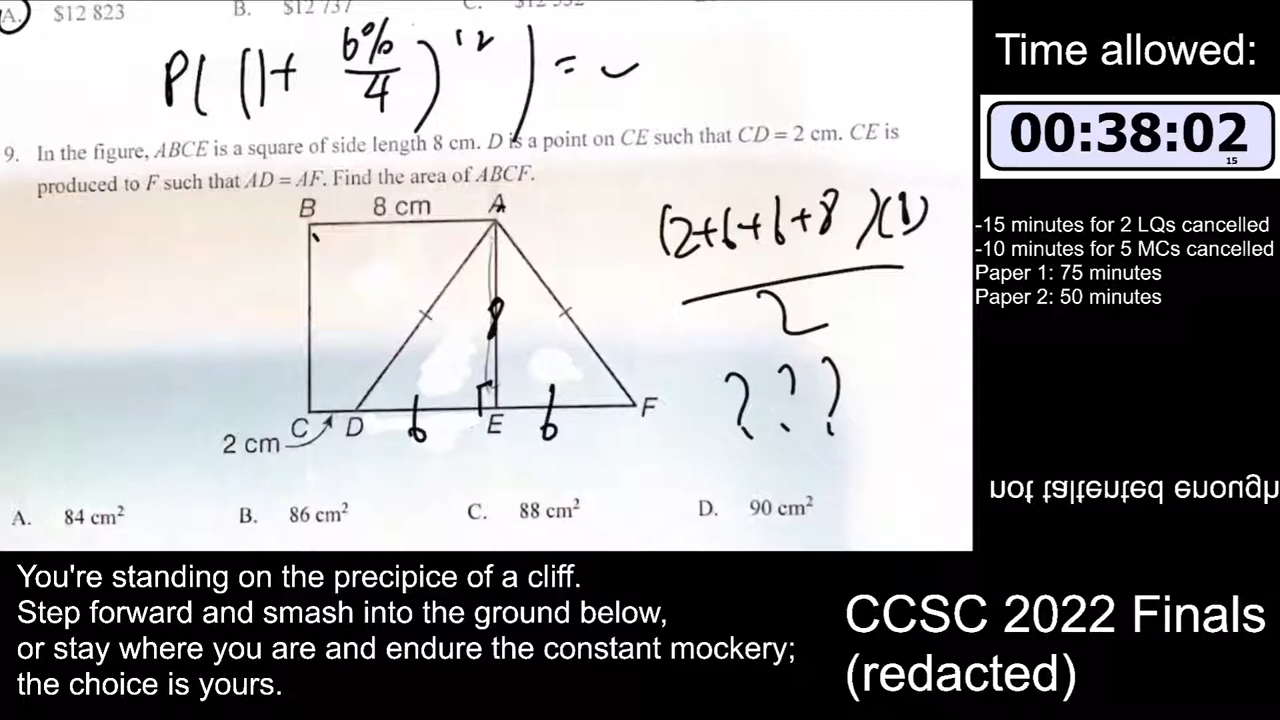 A. $12 823 B. $12 737 C. $12 552
P( (1+ 6%/4 )^12 ) =
9. In the figure, ABCE is a square of side length 8 cm. D is a point on CE such that CD = 2 cm. CE is
produced to F such that AD = AF. Find the area of ABCF.
B 8 cm A
(2+6+6+8)(8)
2
8
???
C D 6 E 6 F
2 cm
A. 84 cm² B. 86 cm² C. 88 cm² D. 90 cm²
Time allowed:
00:38:02
15
-15 minutes for 2 LQs cancelled
-10 minutes for 5 MCs cancelled
Paper 1: 75 minutes
Paper 2: 50 minutes
not taltented enough
You're standing on the precipice of a cliff.
Step forward and smash into the ground below,
or stay where you are and endure the constant mockery;
the choice is yours.
CCSC 2022 Finals
(redacted)